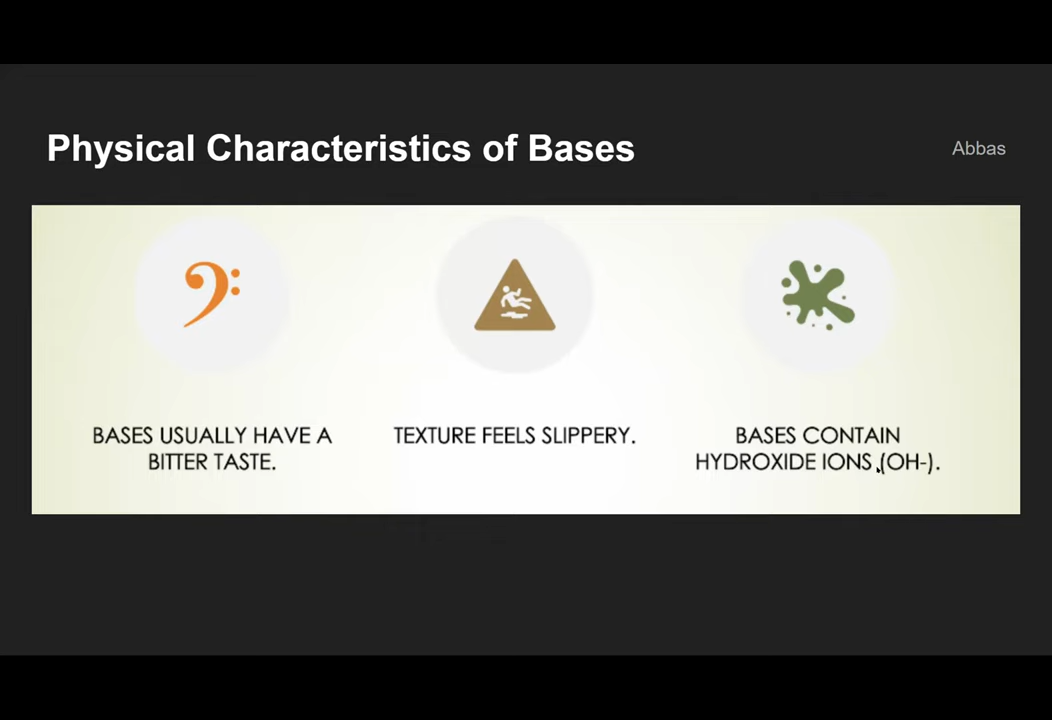 Physical Characteristics of Bases
Abbas
BASES USUALLY HAVE A
BITTER TASTE.
TEXTURE FEELS SLIPPERY.
BASES CONTAIN
HYDROXIDE IONS (OH-).